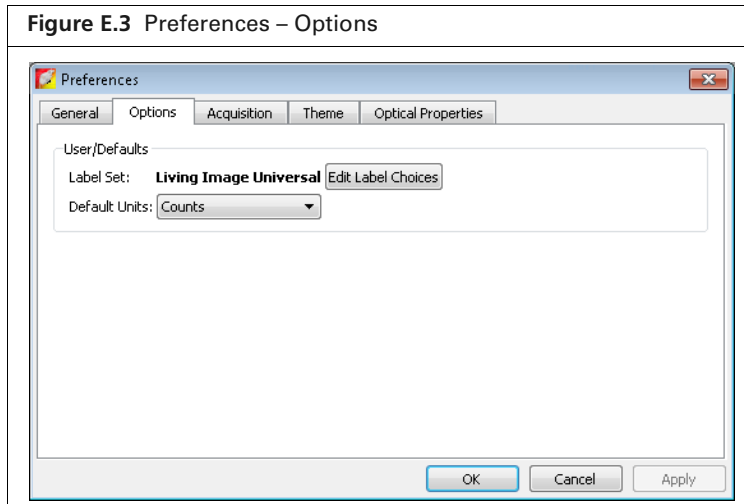 Figure E.3 Preferences – Options
Preferences
General Options Acquisition Theme Optical Properties
User/Defaults
Label Set: Living Image Universal Edit Label Choices
Default Units: Counts
OK Cancel Apply